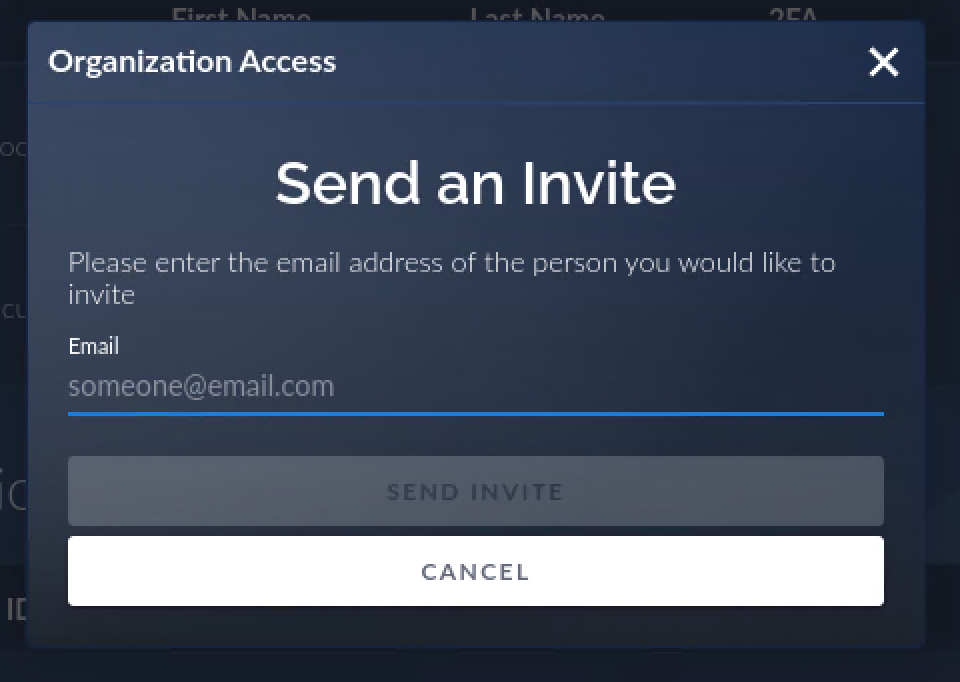 First Name Last Name 2FA
Organization Access
Send an Invite
Please enter the email address of the person you would like to
invite
Email
someone@email.com
SEND INVITE
CANCEL